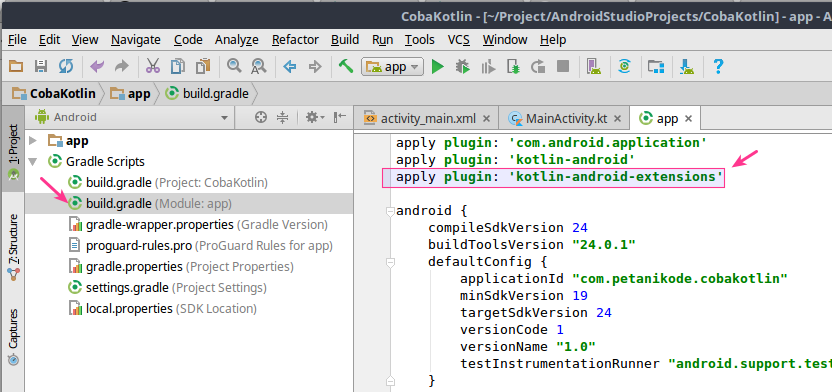 CobaKotlin - [~/Project/AndroidStudioProjects/CobaKotlin] - app - A
File Edit View Navigate Code Analyze Refactor Build Run Tools VCS Window Help
app
CobaKotlin app build.gradle
Android
activity_main.xml MainActivity.kt app
1: Project
7: Structure
Captures
app
Gradle Scripts
build.gradle (Project: CobaKotlin)
build.gradle (Module: app)
gradle-wrapper.properties (Gradle Version)
proguard-rules.pro (ProGuard Rules for app)
gradle.properties (Project Properties)
settings.gradle (Project Settings)
local.properties (SDK Location)
apply plugin: 'com.android.application'
apply plugin: 'kotlin-android'
apply plugin: 'kotlin-android-extensions'
android {
compileSdkVersion 24
buildToolsVersion "24.0.1"
defaultConfig {
applicationId "com.petanikode.cobakotlin"
minSdkVersion 19
targetSdkVersion 24
versionCode 1
versionName "1.0"
testInstrumentationRunner "android.support.test
}